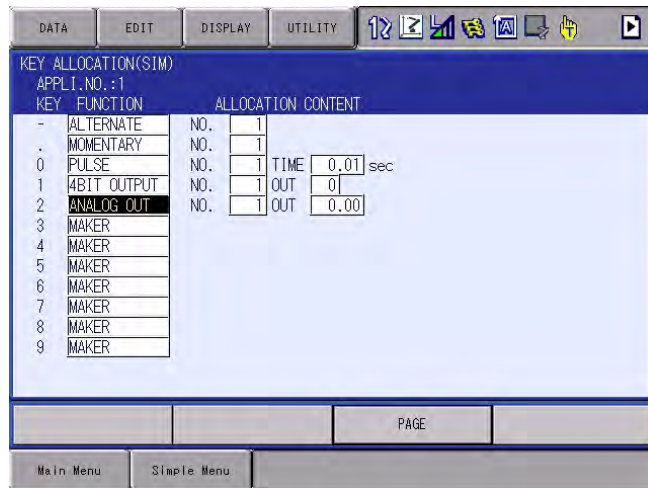 DATA EDIT DISPLAY UTILITY
KEY ALLOCATION(SIM)
APPLI.NO.:1
KEY FUNCTION ALLOCATION CONTENT
- ALTERNATE NO. 1
. MOMENTARY NO. 1
0 PULSE NO. 1 TIME 0.01 sec
1 4BIT OUTPUT NO. 1 OUT 0
2 ANALOG OUT NO. 1 OUT 0.00
3 MAKER
4 MAKER
5 MAKER
6 MAKER
7 MAKER
8 MAKER
9 MAKER
PAGE
Main Menu Simple Menu